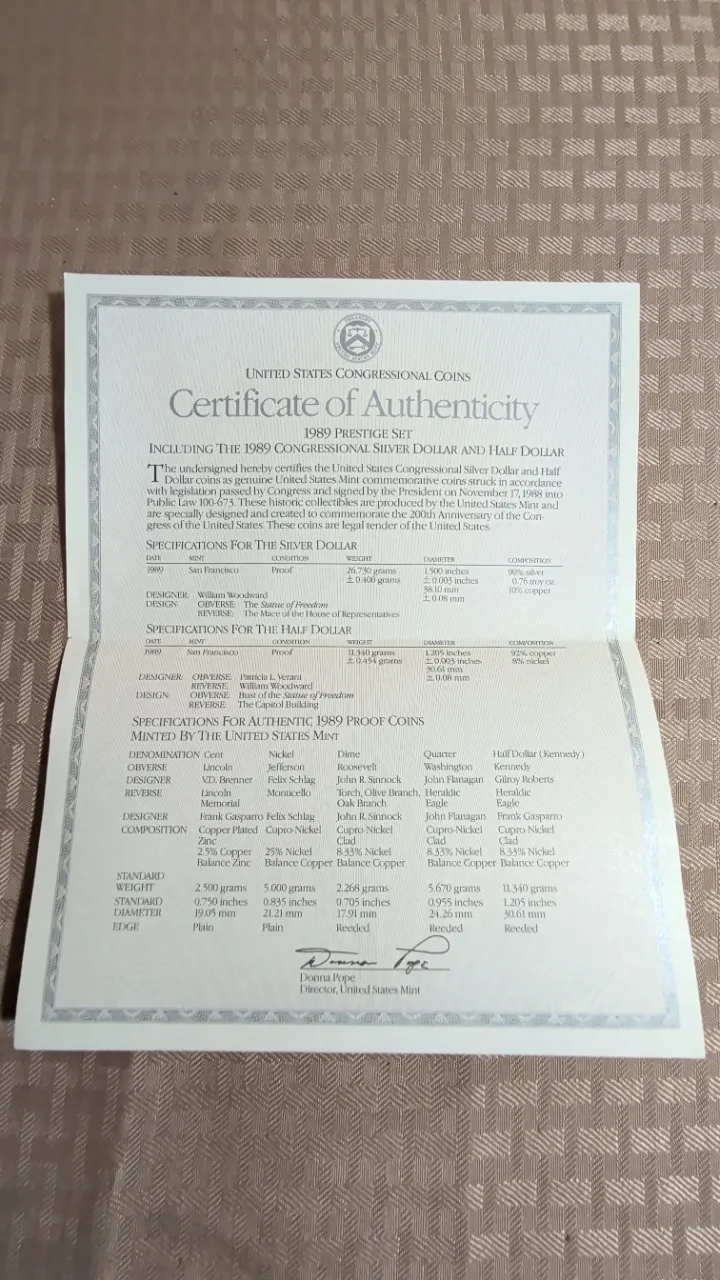 UNITED STATES CONGRESSIONAL COINS
Certificate of Authenticity
1989 PRESTIGE SET
INCLUDING THE 1989 CONGRESSIONAL SILVER DOLLAR AND HALF DOLLAR
The undersigned hereby certifies the United States Congressional Silver Dollar and Half
Dollar coins as genuine United States Mint commemorative coins struck in accordance
with legislation passed by Congress and signed by the President on November 17, 1988 into
Public Law 100-673. These historic collectibles are produced by the United States Mint and
are specially designed and created to commemorate the 200th Anniversary of the Con-
gress of the United States. These coins are legal tender of the United States.
SPECIFICATIONS FOR THE SILVER DOLLAR
DATE MINT CONDITION WEIGHT DIAMETER COMPOSITION
1989 San Francisco Proof 26.730 grams 1.500 inches 90% silver
± 0.400 grams ± 0.003 inches 0.76 troy oz.
38.10 mm 10% copper
± 0.08 mm
DESIGNER: William Woodward
DESIGN: OBVERSE: The Statue of Freedom
REVERSE: The Mace of the House of Representatives
SPECIFICATIONS FOR THE HALF DOLLAR
DATE MINT CONDITION WEIGHT DIAMETER COMPOSITION
1989 San Francisco Proof 11.340 grams 1.205 inches 92% copper
± 0.454 grams ± 0.003 inches 8% nickel
30.61 mm
± 0.08 mm
DESIGNER: OBVERSE: Patricia L. Verani
REVERSE: William Woodward
DESIGN: OBVERSE: Bust of the Statue of Freedom
REVERSE: The Capitol Building
SPECIFICATIONS FOR AUTHENTIC 1989 PROOF COINS
MINTED BY THE UNITED STATES MINT
DENOMINATION Cent Nickel Dime Quarter Half Dollar (Kennedy)
OBVERSE Lincoln Jefferson Roosevelt Washington Kennedy
DESIGNER V.D. Brenner Felix Schlag John R. Sinnock John Flanagan Gilroy Roberts
REVERSE Lincoln Monticello Torch, Olive Branch, Heraldic Heraldic
Memorial Oak Branch Eagle Eagle
DESIGNER Frank Gasparro Felix Schlag John R. Sinnock John Flanagan Frank Gasparro
COMPOSITION Copper Plated Cupro-Nickel Cupro-Nickel Cupro-Nickel Cupro Nickel
Zinc Clad Clad Clad
2.5% Copper 25% Nickel 8.33% Nickel 8.33% Nickel 8.33% Nickel
Balance Zinc Balance Copper Balance Copper Balance Copper Balance Copper
STANDARD
WEIGHT 2.500 grams 5.000 grams 2.268 grams 5.670 grams 11.340 grams
STANDARD 0.750 inches 0.835 inches 0.705 inches 0.955 inches 1.205 inches
DIAMETER 19.05 mm 21.21 mm 17.91 mm 24.26 mm 30.61 mm
EDGE Plain Plain Reeded Reeded Reeded
Donna Pope
Donna Pope
Director, United States Mint